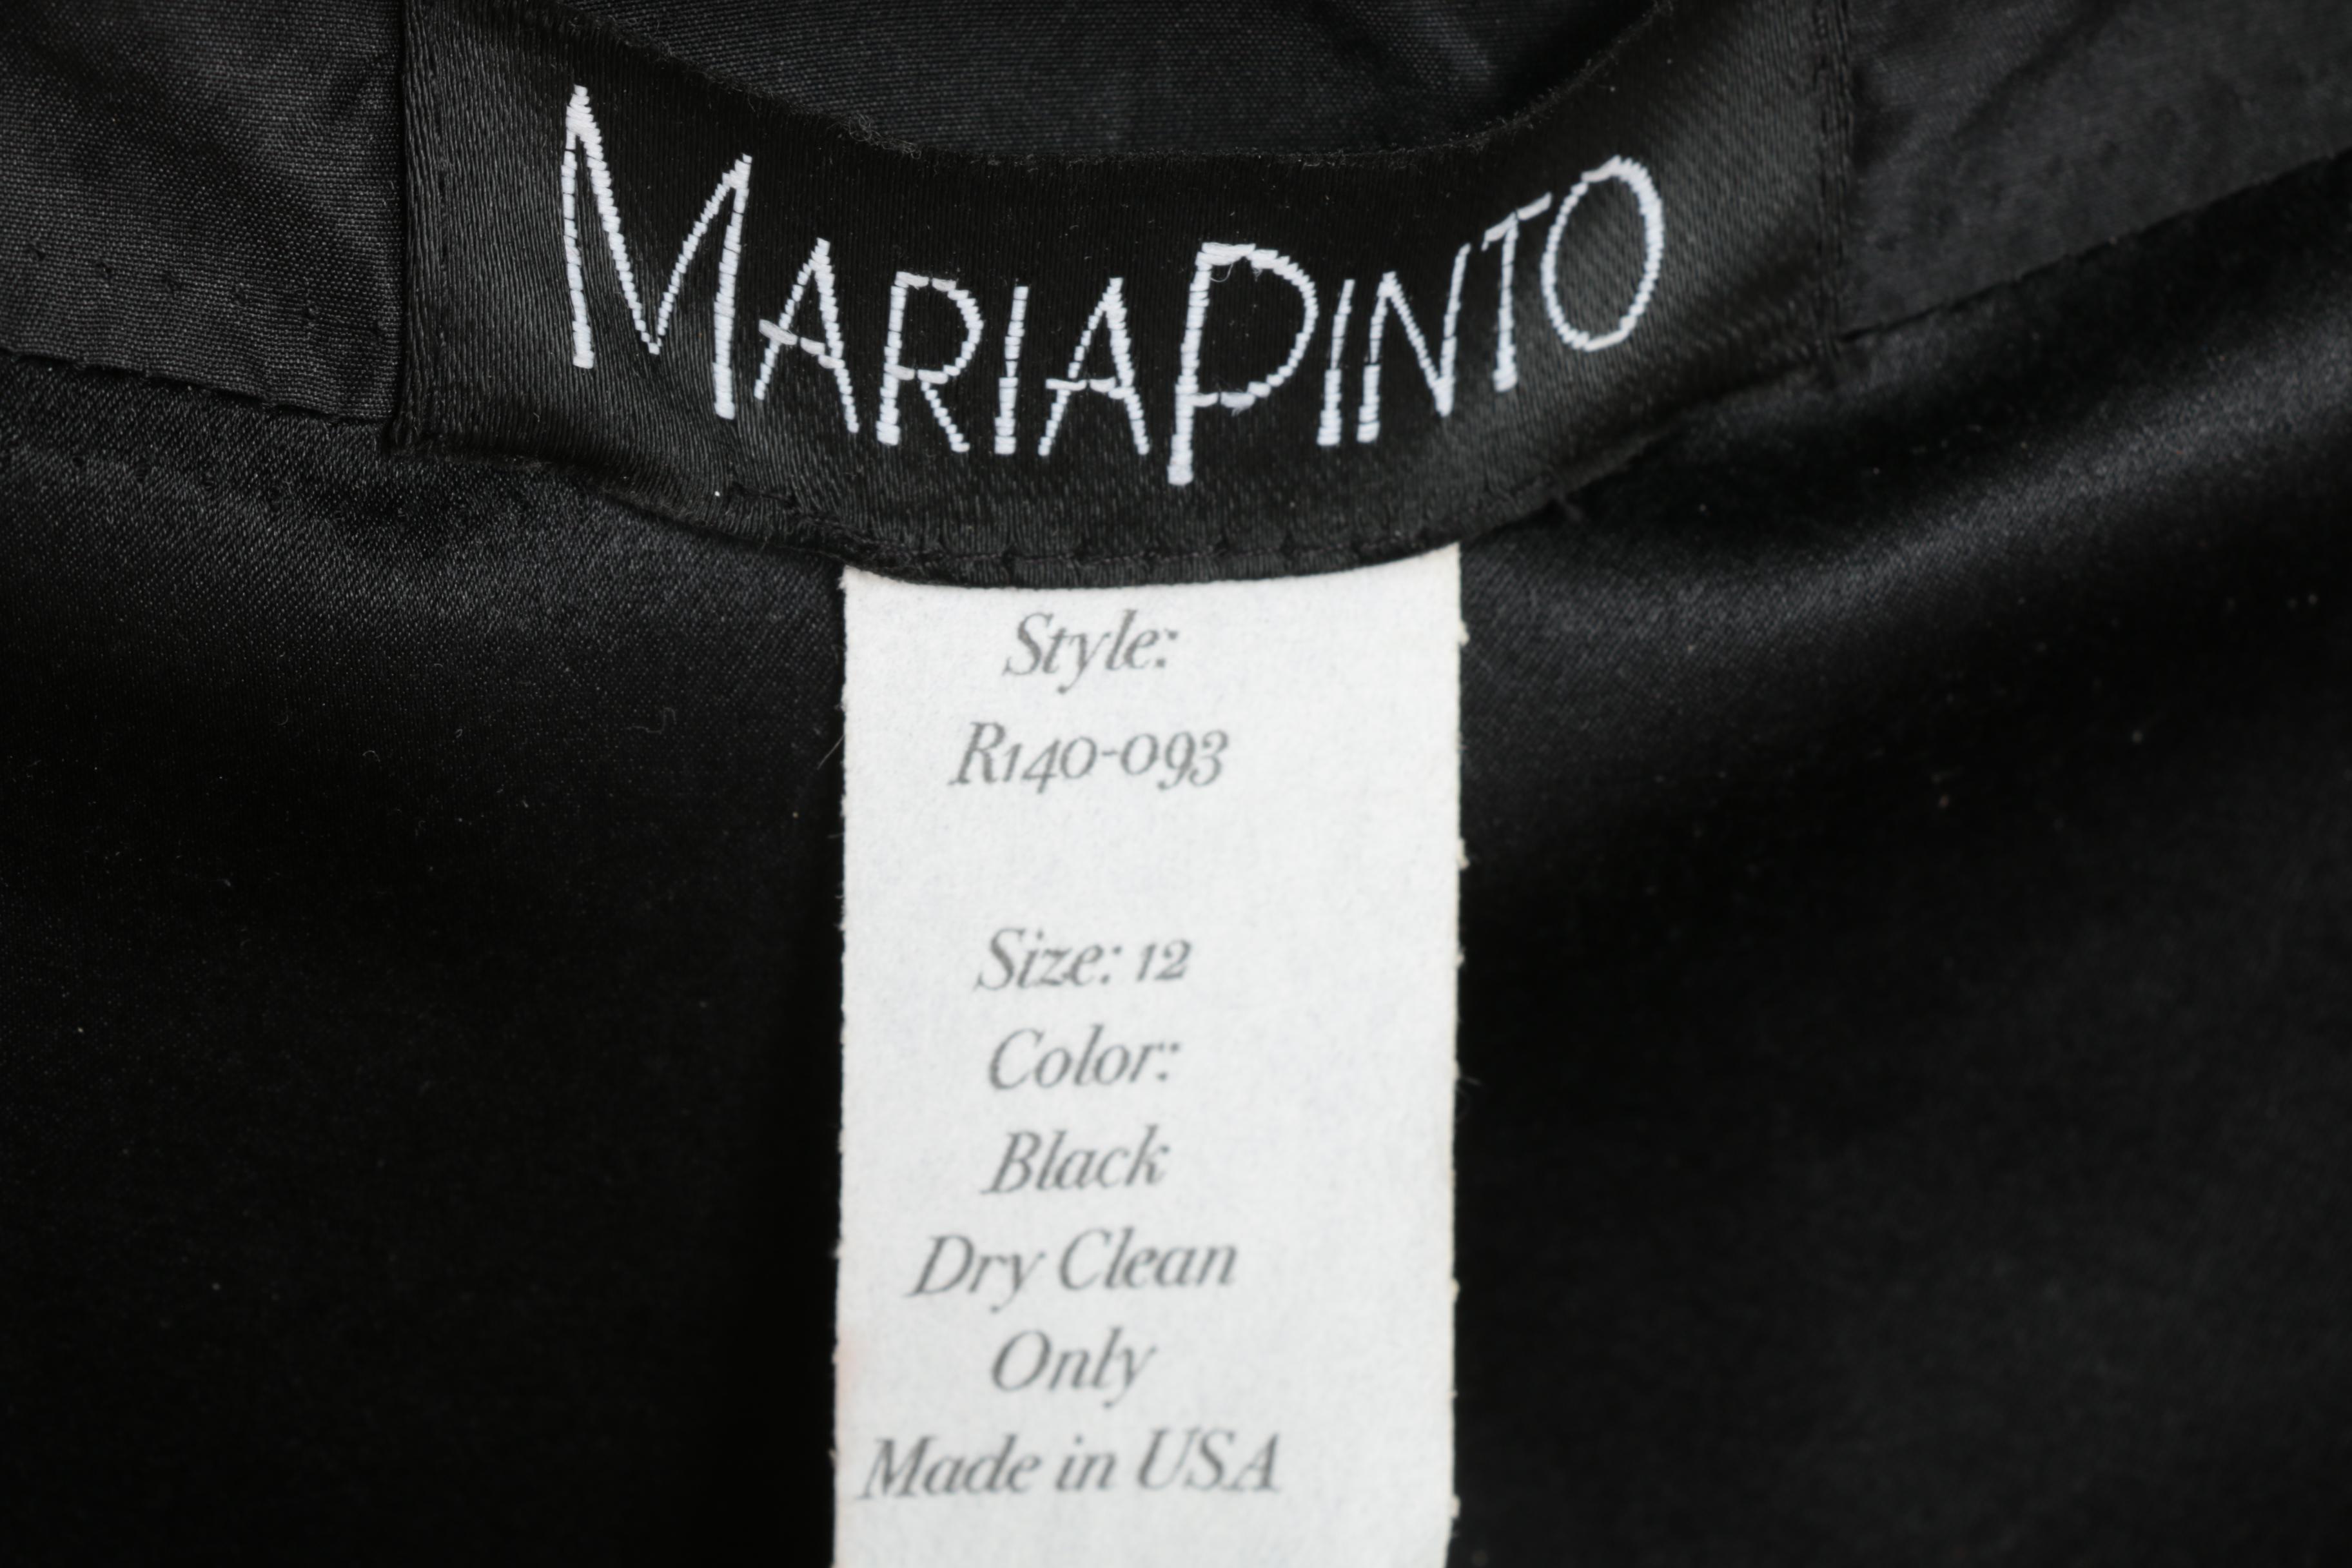 MARIAPINTO
Style:
R140-093
Size: 12
Color:
Black
Dry Clean
Only
Made in USA